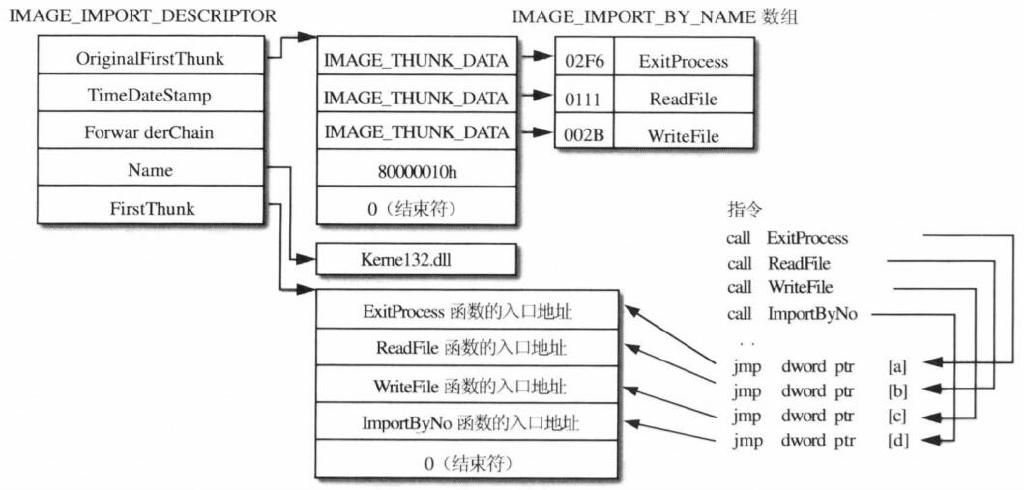 IMAGE_IMPORT_DESCRIPTOR
OriginalFirstThunk
TimeDateStamp
Forwar derChain
Name
FirstThunk
IMAGE_THUNK_DATA
IMAGE_THUNK_DATA
IMAGE_THUNK_DATA
80000010h
0（结束符）
IMAGE_IMPORT_BY_NAME 数组
02F6 ExitProcess
0111 ReadFile
002B WriteFile
Kerne132.dll
ExitProcess 函数的入口地址
ReadFile 函数的入口地址
WriteFile 函数的入口地址
ImportByNo 函数的入口地址
0（结束符）
指令
call ExitProcess
call ReadFile
call WriteFile
call ImportByNo
..
jmp dword ptr [a]
jmp dword ptr [b]
jmp dword ptr [c]
jmp dword ptr [d]